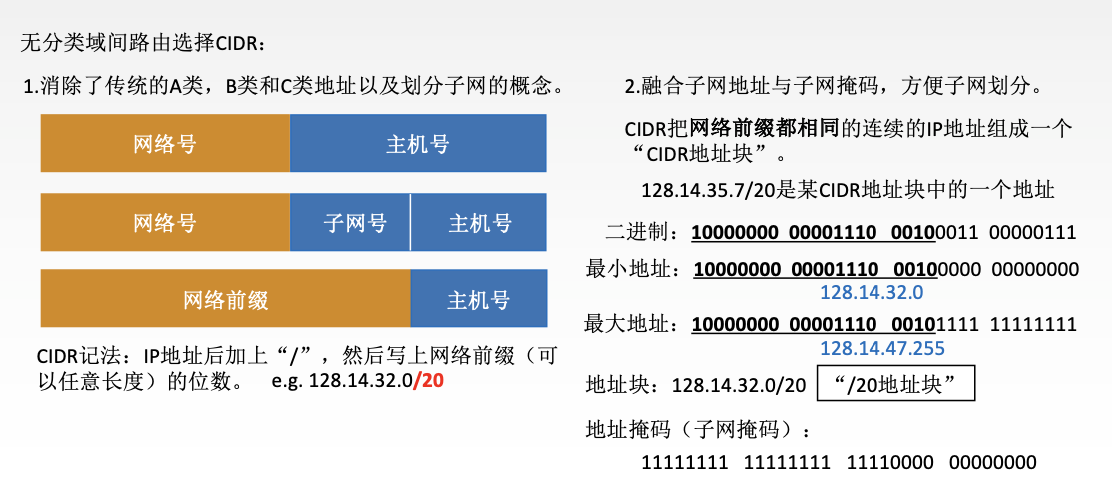 无分类域间路由选择CIDR：
1.消除了传统的A类，B类和C类地址以及划分子网的概念。
网络号 主机号
网络号 子网号 主机号
网络前缀 主机号
CIDR记法：IP地址后加上“/”，然后写上网络前缀（可
以任意长度）的位数。 e.g. 128.14.32.0/20
2.融合子网地址与子网掩码，方便子网划分。
CIDR把网络前缀都相同的连续的IP地址组成一个
“CIDR地址块”。
128.14.35.7/20是某CIDR地址块中的一个地址
二进制：10000000 00001110 00100011 00000111
最小地址：10000000 00001110 00100000 00000000
128.14.32.0
最大地址：10000000 00001110 00101111 11111111
128.14.47.255
地址块：128.14.32.0/20 “/20地址块”
地址掩码（子网掩码）：
11111111 11111111 11110000 00000000